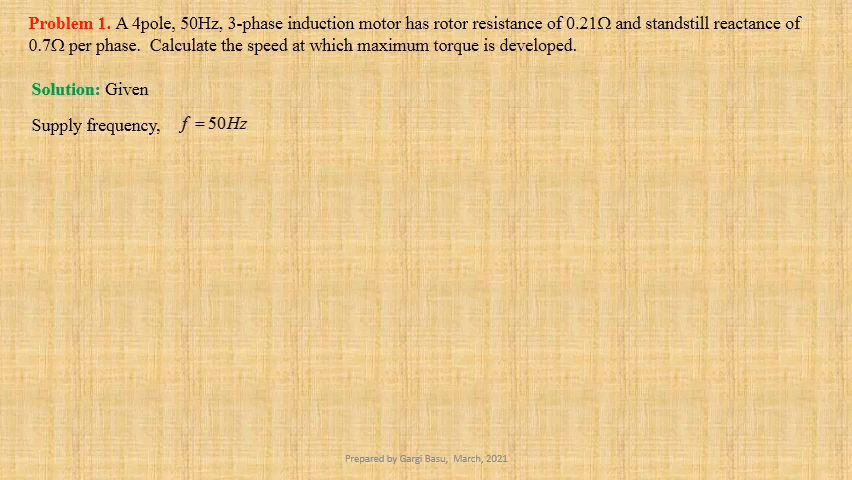 Problem 1. A 4pole, 50Hz, 3-phase induction motor has rotor resistance of 0.21Ω and standstill reactance of
0.7Ω per phase. Calculate the speed at which maximum torque is developed.
Solution: Given
Supply frequency, f = 50Hz
Prepared by Gargi Basu, March, 2021